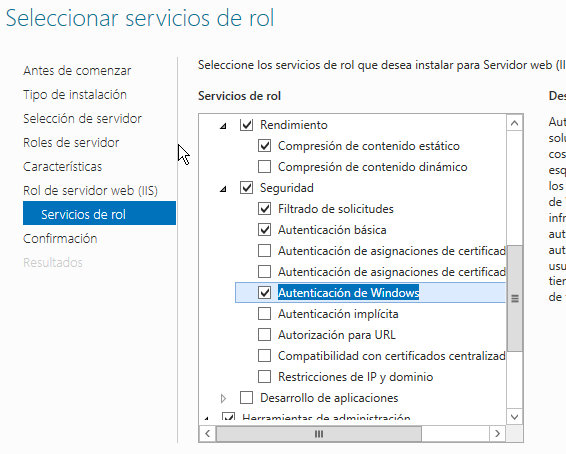 Seleccionar servicios de rol
Antes de comenzar
Tipo de instalación
Selección de servidor
Roles de servidor
Características
Rol de servidor web (IIS)
Servicios de rol
Confirmación
Resultados
Seleccione los servicios de rol que desea instalar para Servidor web (II
Servicios de rol
Rendimiento
Compresión de contenido estático
Compresión de contenido dinámico
Seguridad
Filtrado de solicitudes
Autenticación básica
Autenticación de asignaciones de certificad
Autenticación de asignaciones de certificad
Autenticación de Windows
Autenticación implícita
Autorización para URL
Compatibilidad con certificados centralizad
Restricciones de IP y dominio
Desarrollo de aplicaciones
Herramientas de administración
Des
Aut
solu
cos
esq
los
de
infr
aut
aut
usu
tien
de